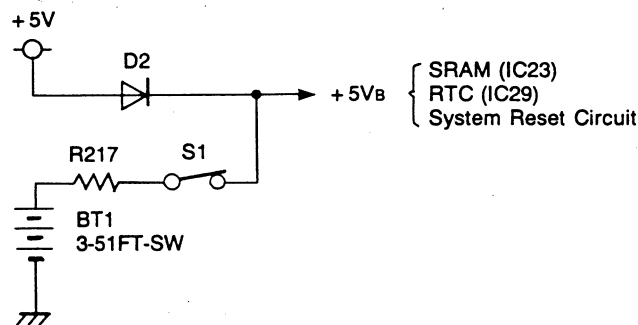 +5V
D2
+5VB
SRAM (IC23)
RTC (IC29)
System Reset Circuit
R217
S1
BT1
3-51FT-SW